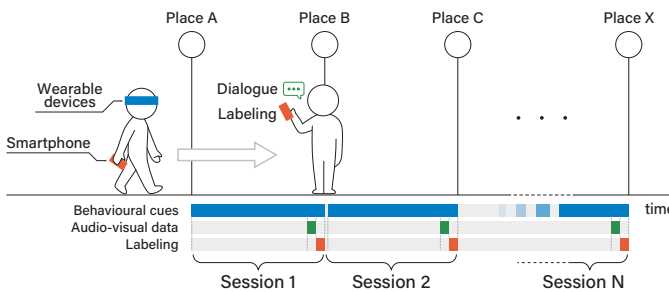 Place A
Place B
Place C
Place X
Wearable
devices
Dialogue
Labeling
Smartphone
Behavioural cues
time
Audio-visual data
Labeling
Session 1
Session 2
Session N